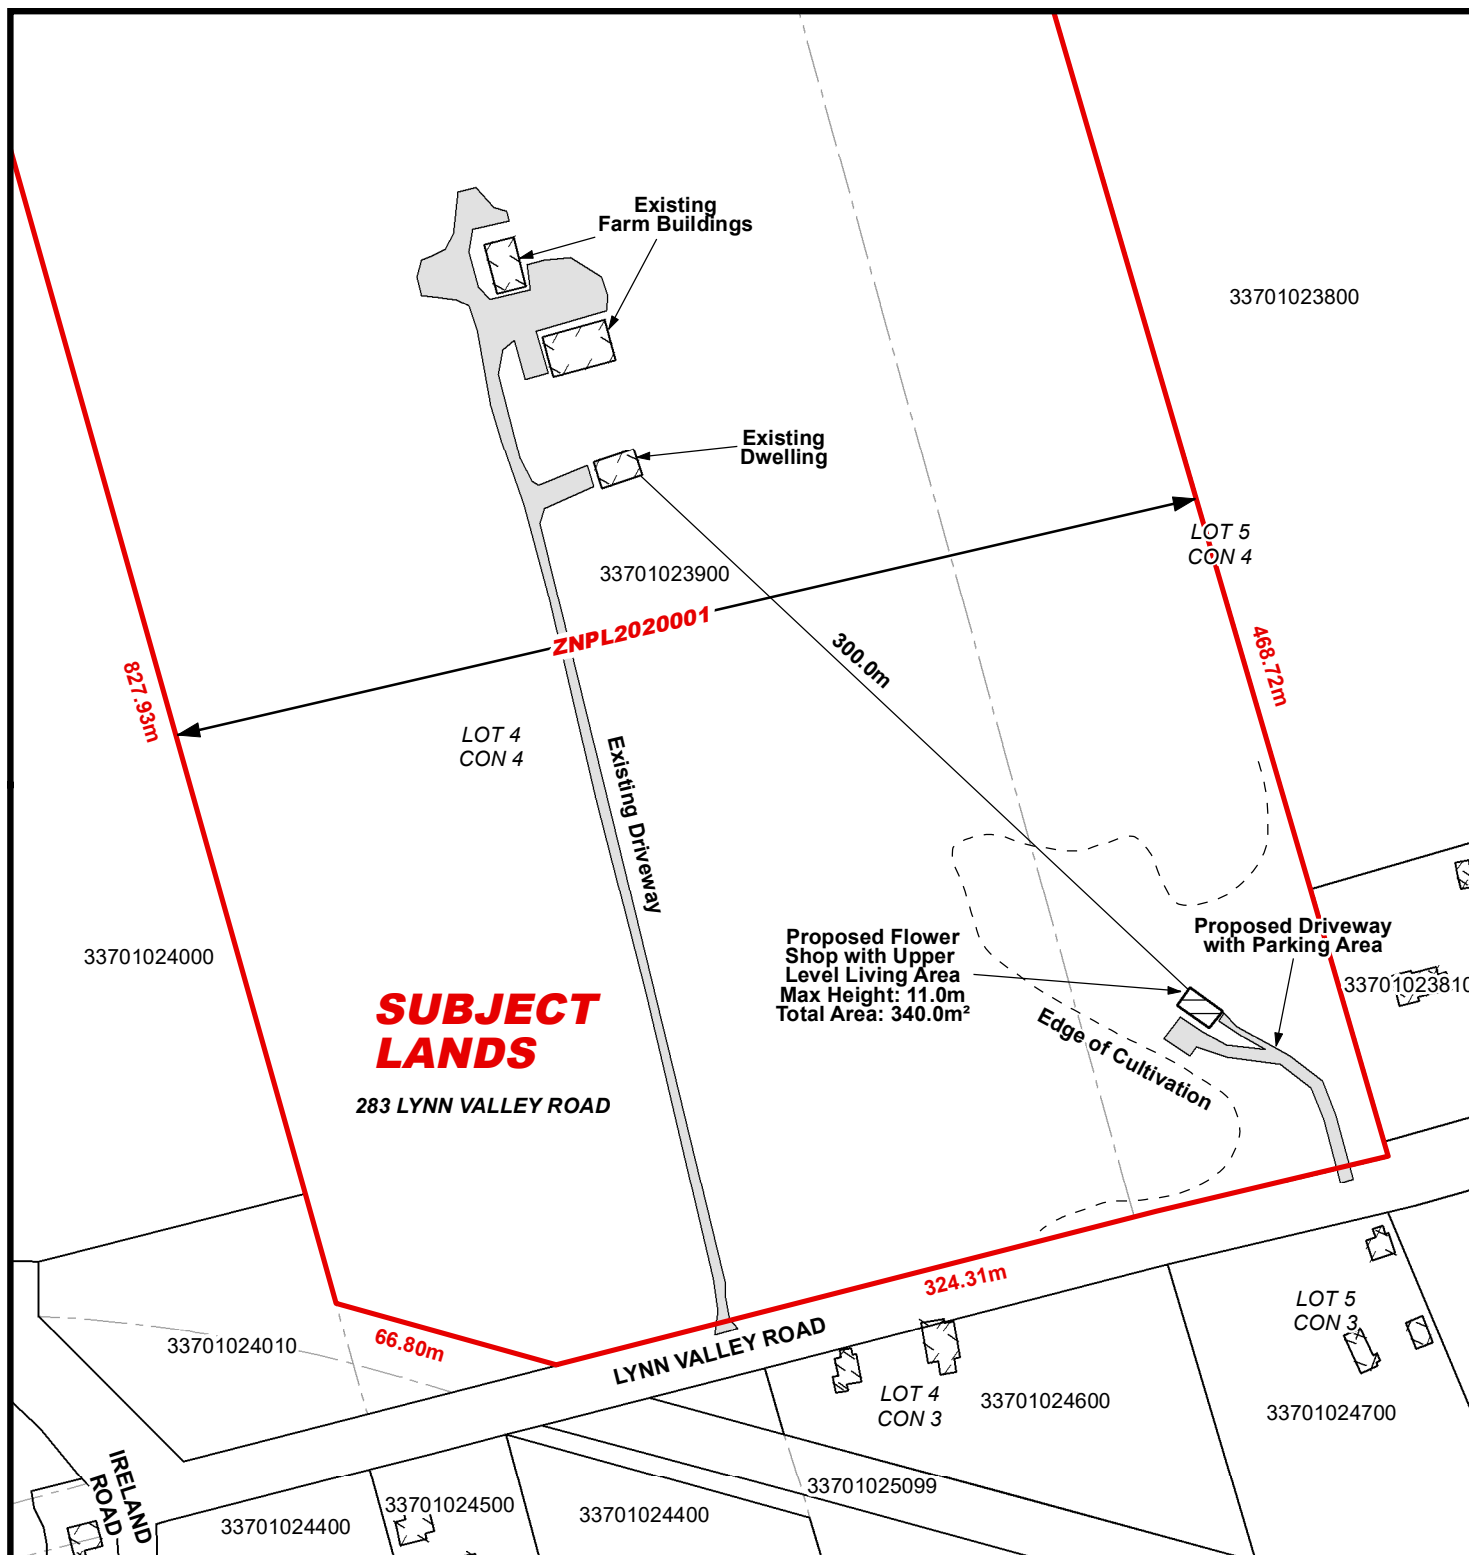 Existing
Farm Buildings
33701023800
Existing
Dwelling
LOT 5
CON 4
33701023900
ZNPL2020001
300.0m
468.72m
827.93m
LOT 4
CON 4
Existing Driveway
33701024000
Proposed Flower
Shop with Upper
Level Living Area
Max Height: 11.0m
Total Area: 340.0m²
Proposed Driveway
with Parking Area
33701023810
SUBJECT
LANDS
283 LYNN VALLEY ROAD
Edge of Cultivation
324.31m
66.80m
33701024010
LYNN VALLEY ROAD
LOT 5
CON 3
LOT 4
CON 3
33701024600
33701024700
IRELAND
ROAD
33701025099
33701024500
33701024400
33701024400